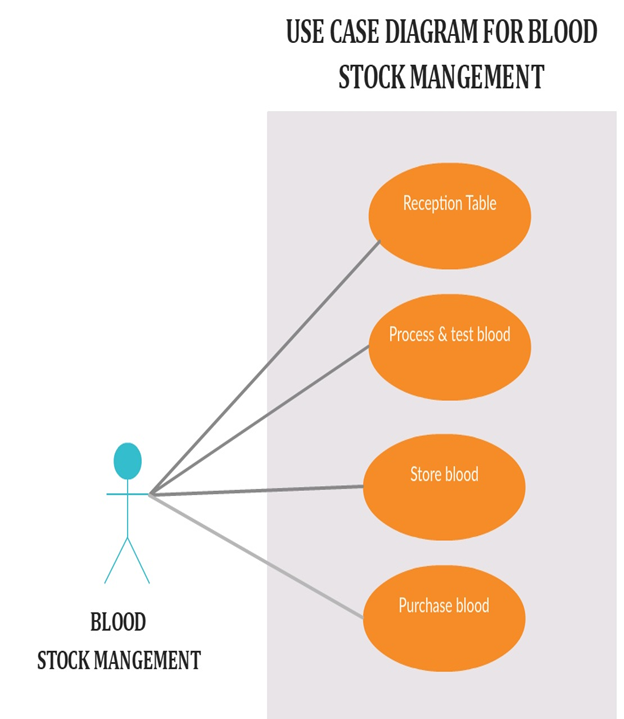 USE CASE DIAGRAM FOR BLOOD
STOCK MANGEMENT
Reception Table
Process & test blood
Store blood
Purchase blood
BLOOD
STOCK MANGEMENT